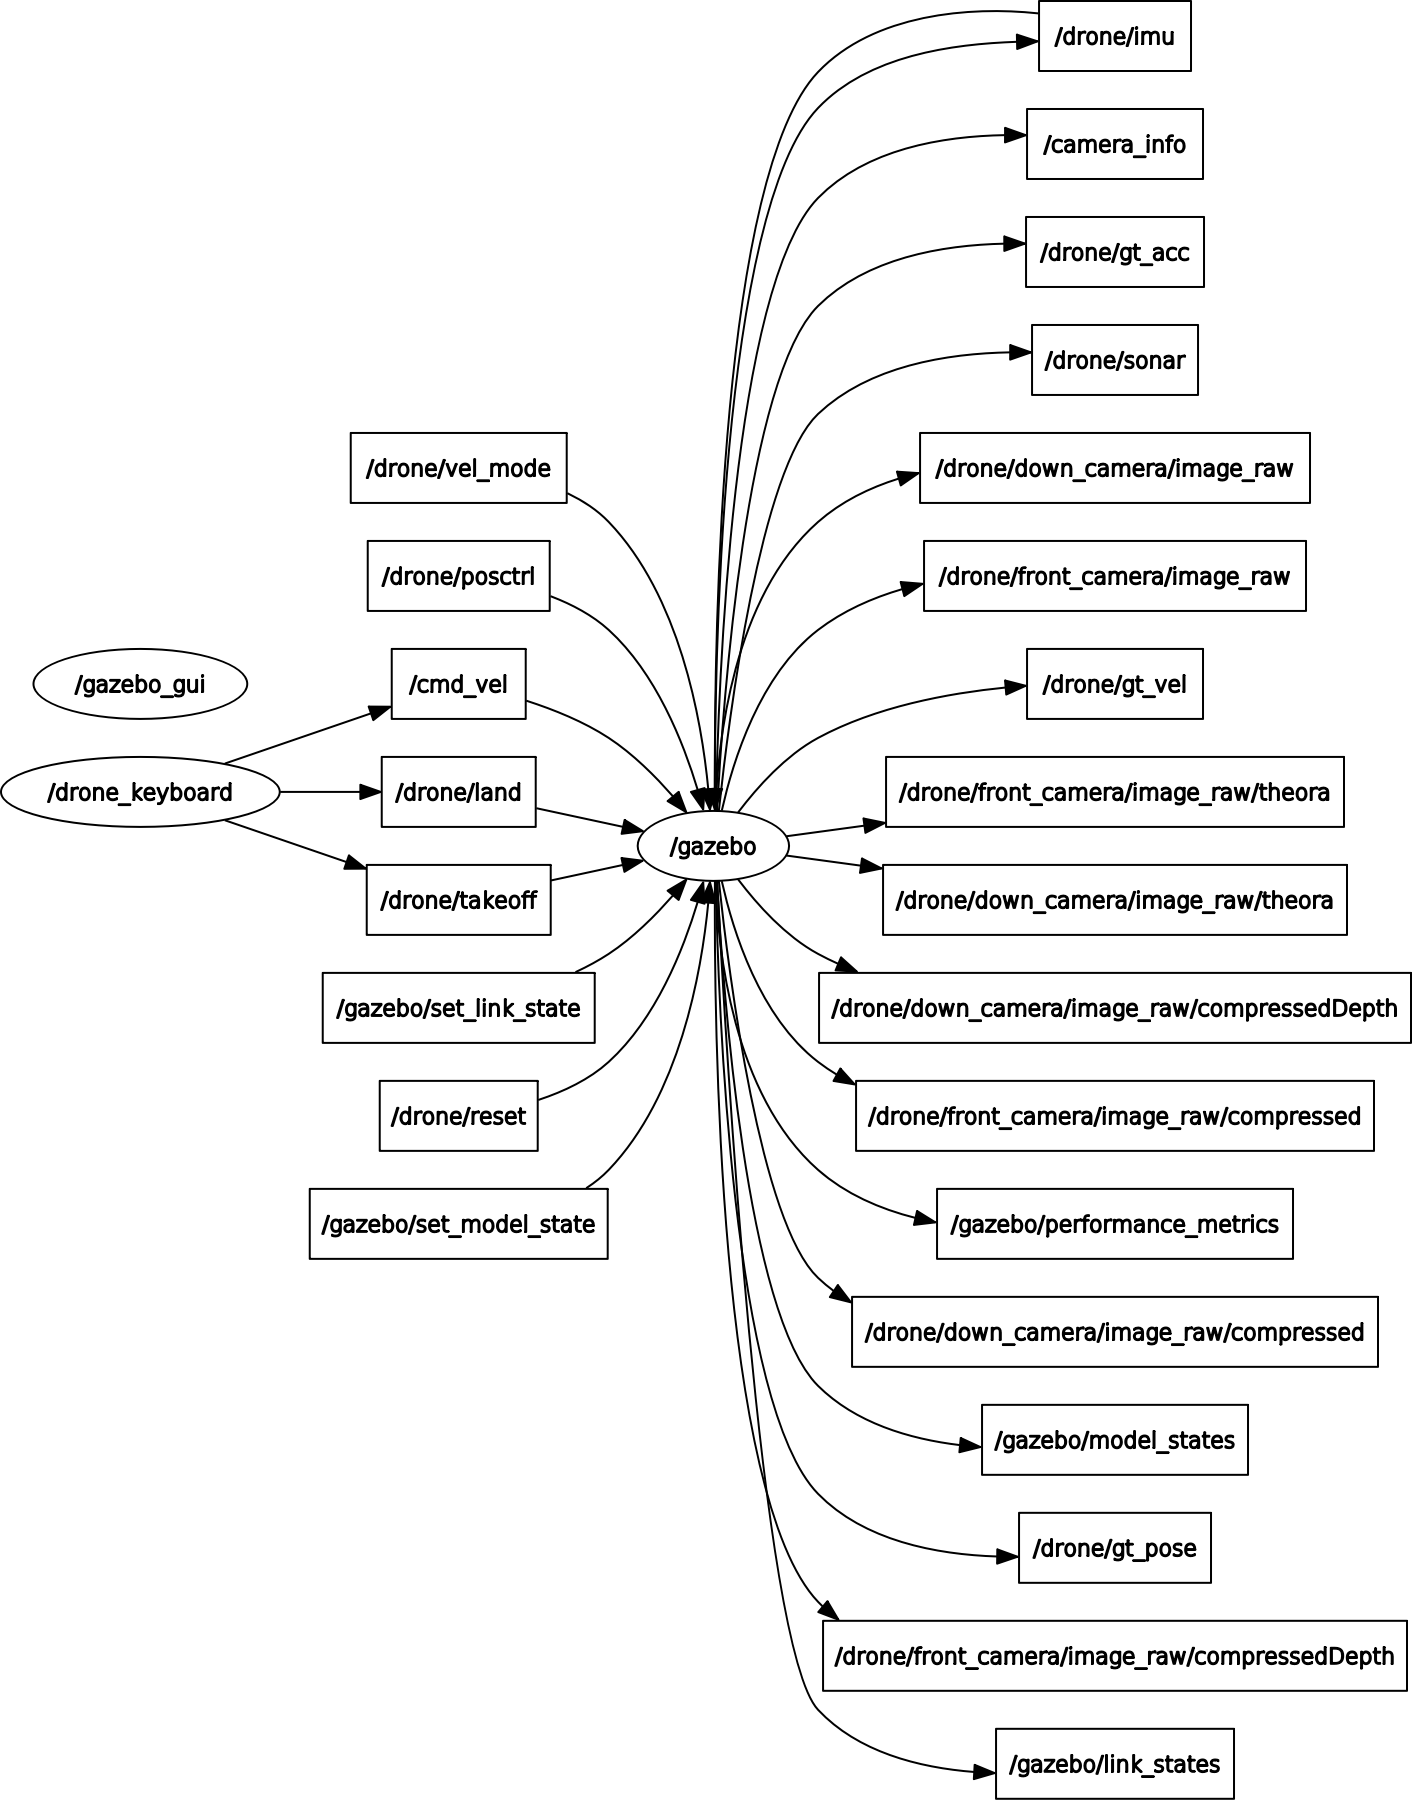 /drone/imu
/camera_info
/drone/gt_acc
/drone/sonar
/drone/vel_mode
/drone/down_camera/image_raw
/drone/posctrl
/drone/front_camera/image_raw
/gazebo_gui
/cmd_vel
/drone/gt_vel
/drone_keyboard
/drone/land
/drone/front_camera/image_raw/theora
/gazebo
/drone/takeoff
/drone/down_camera/image_raw/theora
/gazebo/set_link_state
/drone/down_camera/image_raw/compressedDepth
/drone/reset
/drone/front_camera/image_raw/compressed
/gazebo/set_model_state
/gazebo/performance_metrics
/drone/down_camera/image_raw/compressed
/gazebo/model_states
/drone/gt_pose
/drone/front_camera/image_raw/compressedDepth
/gazebo/link_states